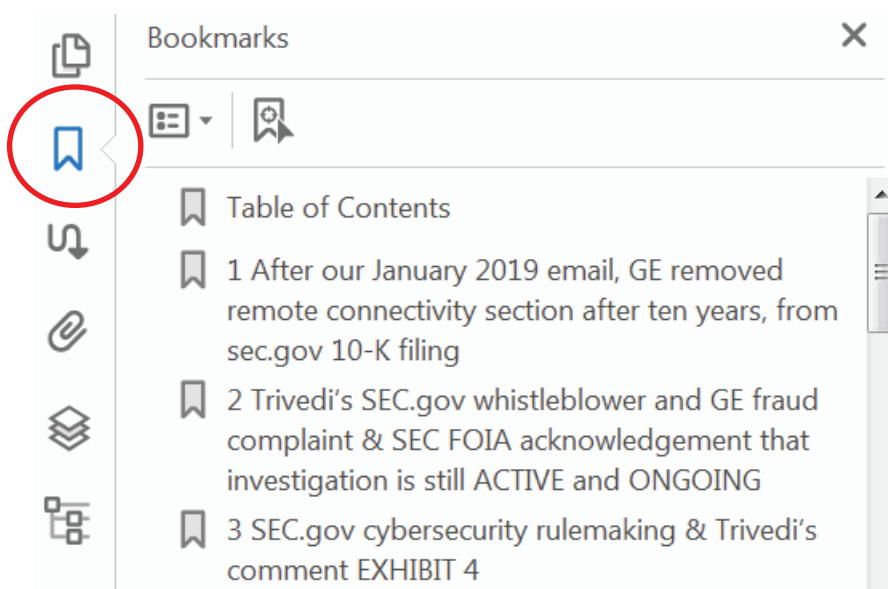 Bookmarks
Table of Contents
1 After our January 2019 email, GE removed
remote connectivity section after ten years, from
sec.gov 10-K filing
2 Trivedi's SEC.gov whistleblower and GE fraud
complaint & SEC FOIA acknowledgement that
investigation is still ACTIVE and ONGOING
3 SEC.gov cybersecurity rulemaking & Trivedi's
comment EXHIBIT 4